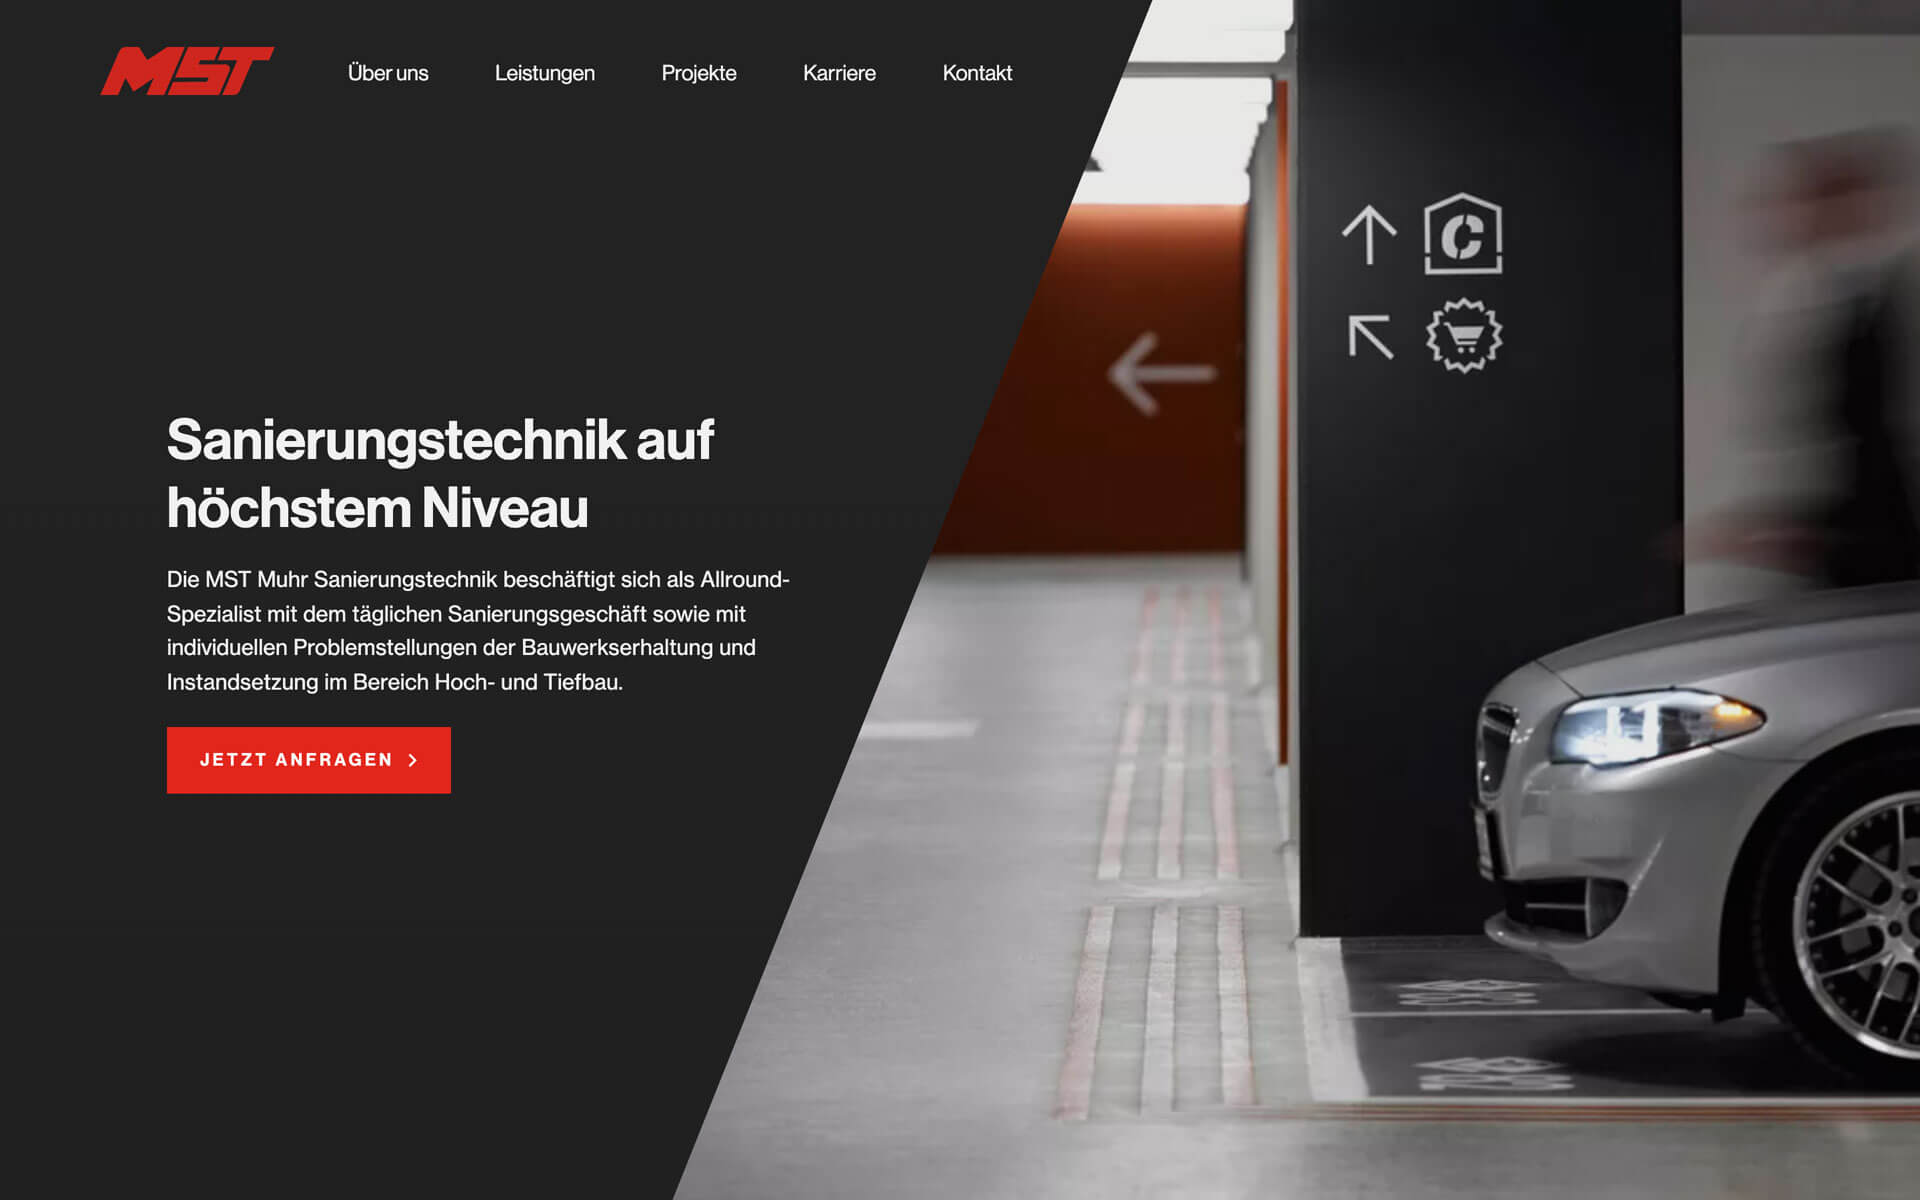 MST
Über uns
Leistungen
Projekte
Karriere
Kontakt
C
Sanierungstechnik auf
höchstem Niveau
Die MST Muhr Sanierungstechnik beschäftigt sich als Allround-
Spezialist mit dem täglichen Sanierungsgeschäft sowie mit
individuellen Problemstellungen der Bauwerkserhaltung und
Instandsetzung im Bereich Hoch- und Tiefbau.
JETZT ANFRAGEN